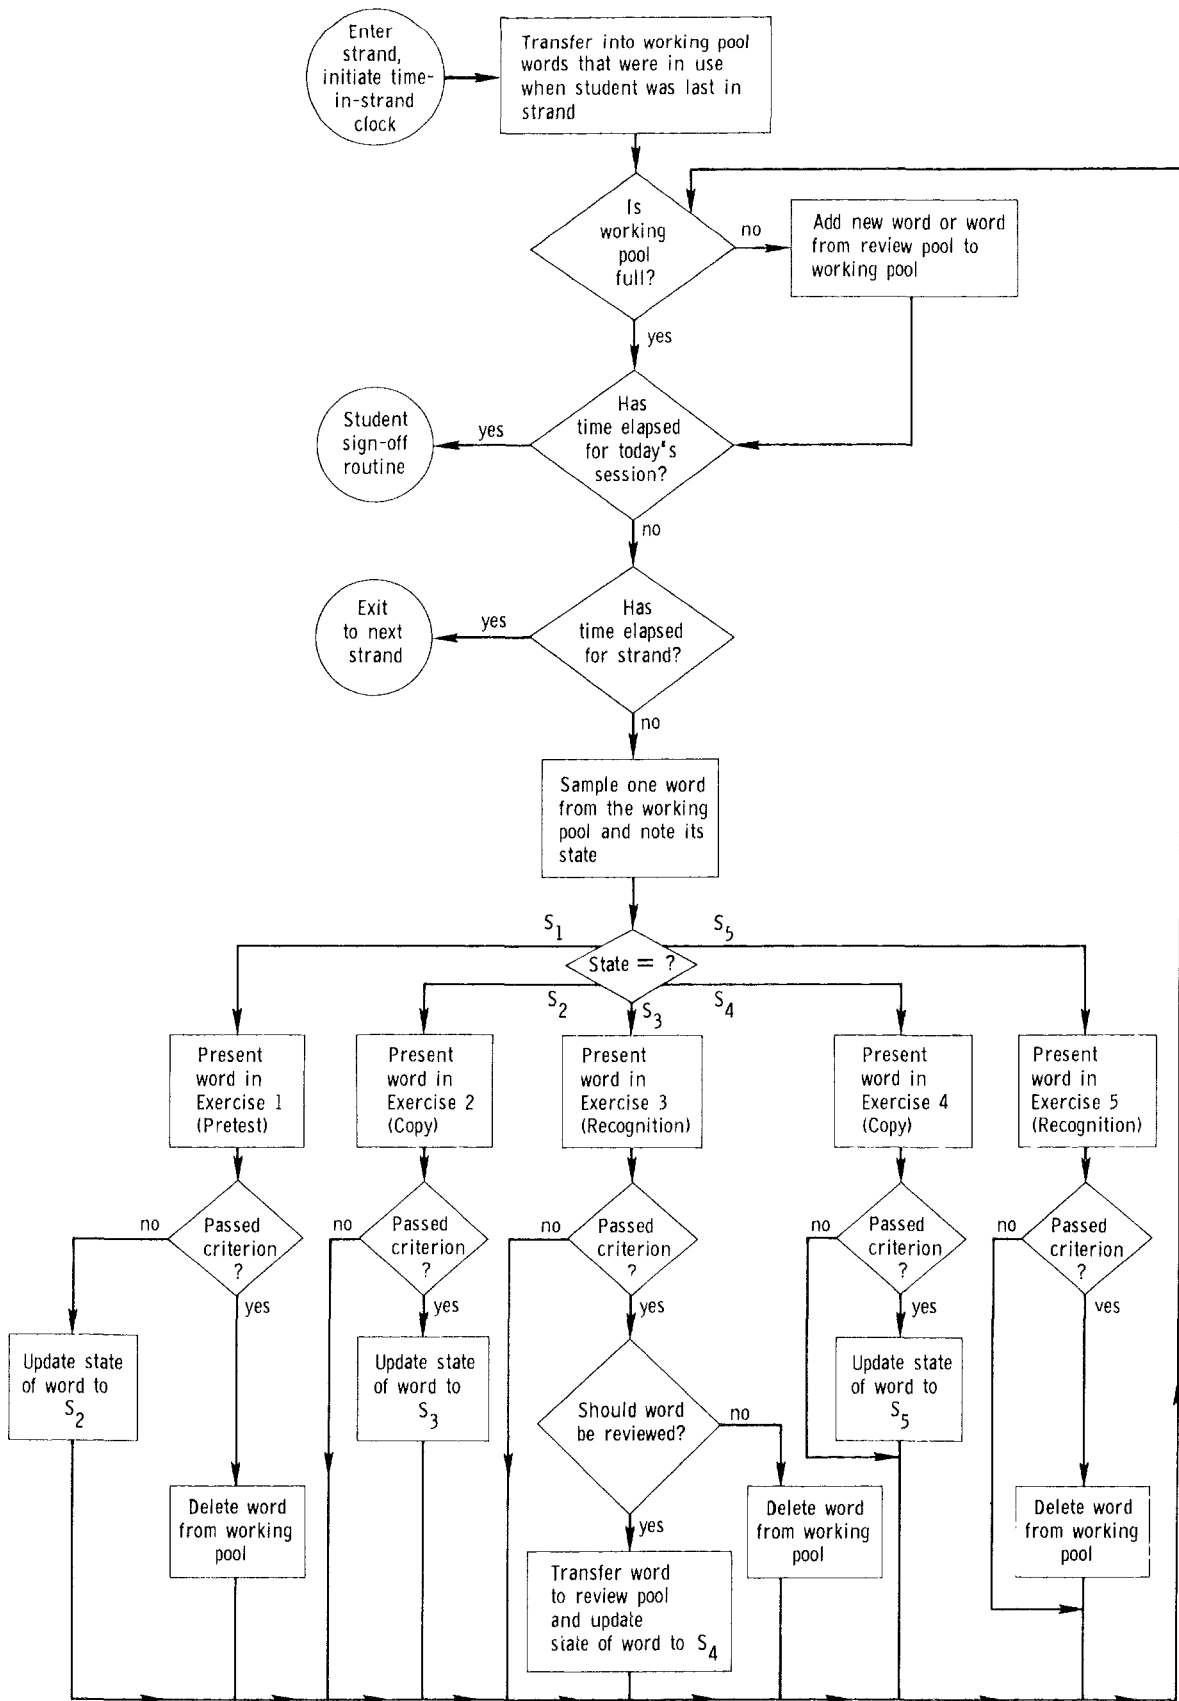 Enter
strand,
initiate time-
in-strand
clock
Transfer into working pool
words that were in use
when student was last in
strand
Is
working
pool
full?
no
Add new word or word
from review pool to
working pool
yes
Has
time elapsed
for today's
session?
yes
Student
sign-off
routine
no
Has
time elapsed
for strand?
yes
Exit
to next
strand
no
Sample one word
from the working
pool and note its
state
State = ?
S1
S2
S3
S4
S5
Present
word in
Exercise 1
(Pretest)
Present
word in
Exercise 2
(Copy)
Present
word in
Exercise 3
(Recognition)
Present
word in
Exercise 4
(Copy)
Present
word in
Exercise 5
(Recognition)
no
Passed
criterion
?
yes
no
Passed
criterion
?
yes
no
Passed
criterion
?
yes
no
Passed
criterion
?
yes
no
Passed
criterion
?
yes
Update state
of word to
S2
Update state
of word to
S3
Should word
be reviewed?
no
yes
Update state
of word to
S5
Delete word
from working
pool
Transfer word
to review pool
and update
state of word to S4
Delete word
from working
pool
Delete word
from working
pool